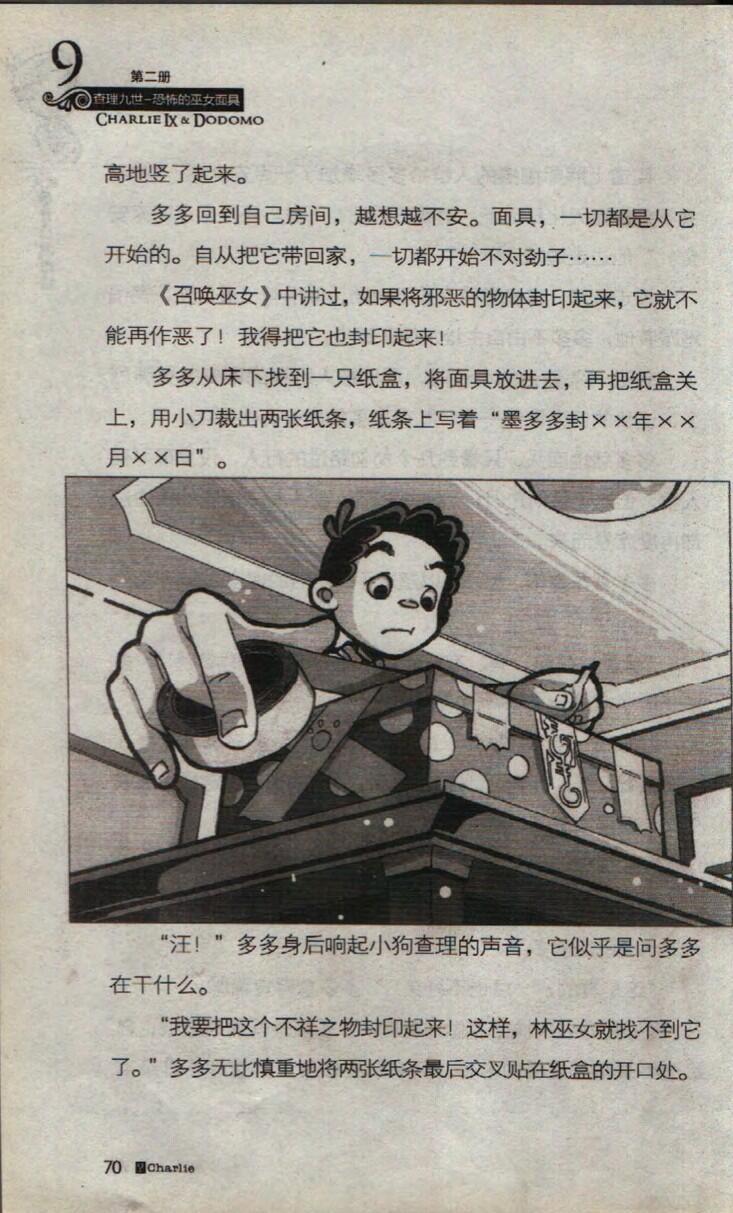 9
第二册
查理九世-恐怖的巫女面具
CHARLIE IX & DODOMO
高地竖了起来。
多多回到自己房间，越想越不安。面具，一切都是从它
开始的。自从把它带回家，一切都开始不对劲子……
《召唤巫女》中讲过，如果将邪恶的物体封印起来，它就不
能再作恶了！我得把它也封印起来！
多多从床下找到一只纸盒，将面具放进去，再把纸盒关
上，用小刀裁出两张纸条，纸条上写着“墨多多封××年××
月××日”。
“汪！”多多身后响起小狗查理的声音，它似乎是问多多
在干什么。
“我要把这个不祥之物封印起来！这样，林巫女就找不到它
了。”多多无比慎重地将两张纸条最后交叉贴在纸盒的开口处。
70 Charlie